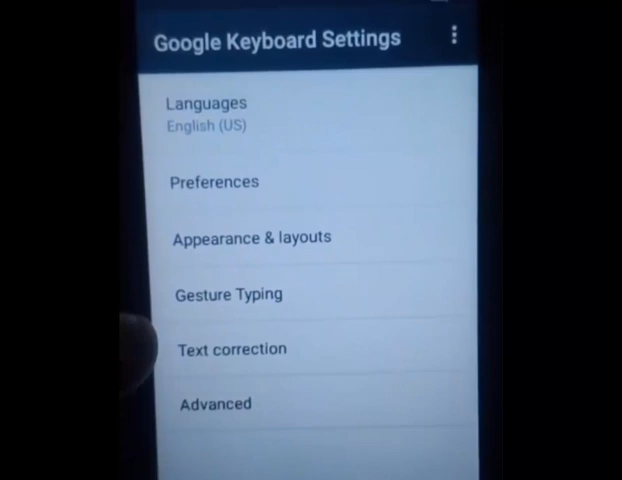 Google Keyboard Settings
Languages
English (US)
Preferences
Appearance & layouts
Gesture Typing
Text correction
Advanced